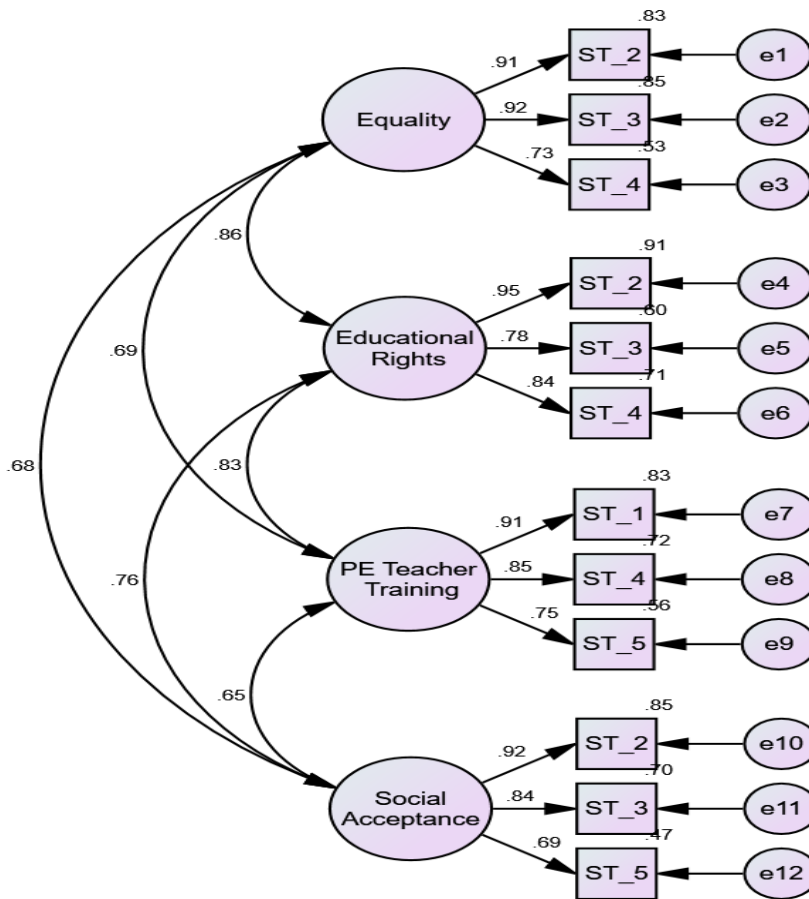 .83
.91 ST_2 e1
.85
Equality .92 ST_3 e2
.53
.73 ST_4 e3
.86
.91
.95 ST_2 e4
.60
Educational
Rights
.78 ST_3 e5
.71
.84 ST_4 e6
.69
.68
.83
.83
.91 ST_1 e7
.72
PE Teacher
Training
.85 ST_4 e8
.56
.75 ST_5 e9
.76
.65
.85
.92 ST_2 e10
.70
Social
Acceptance
.84 ST_3 e11
.47
.69 ST_5 e12